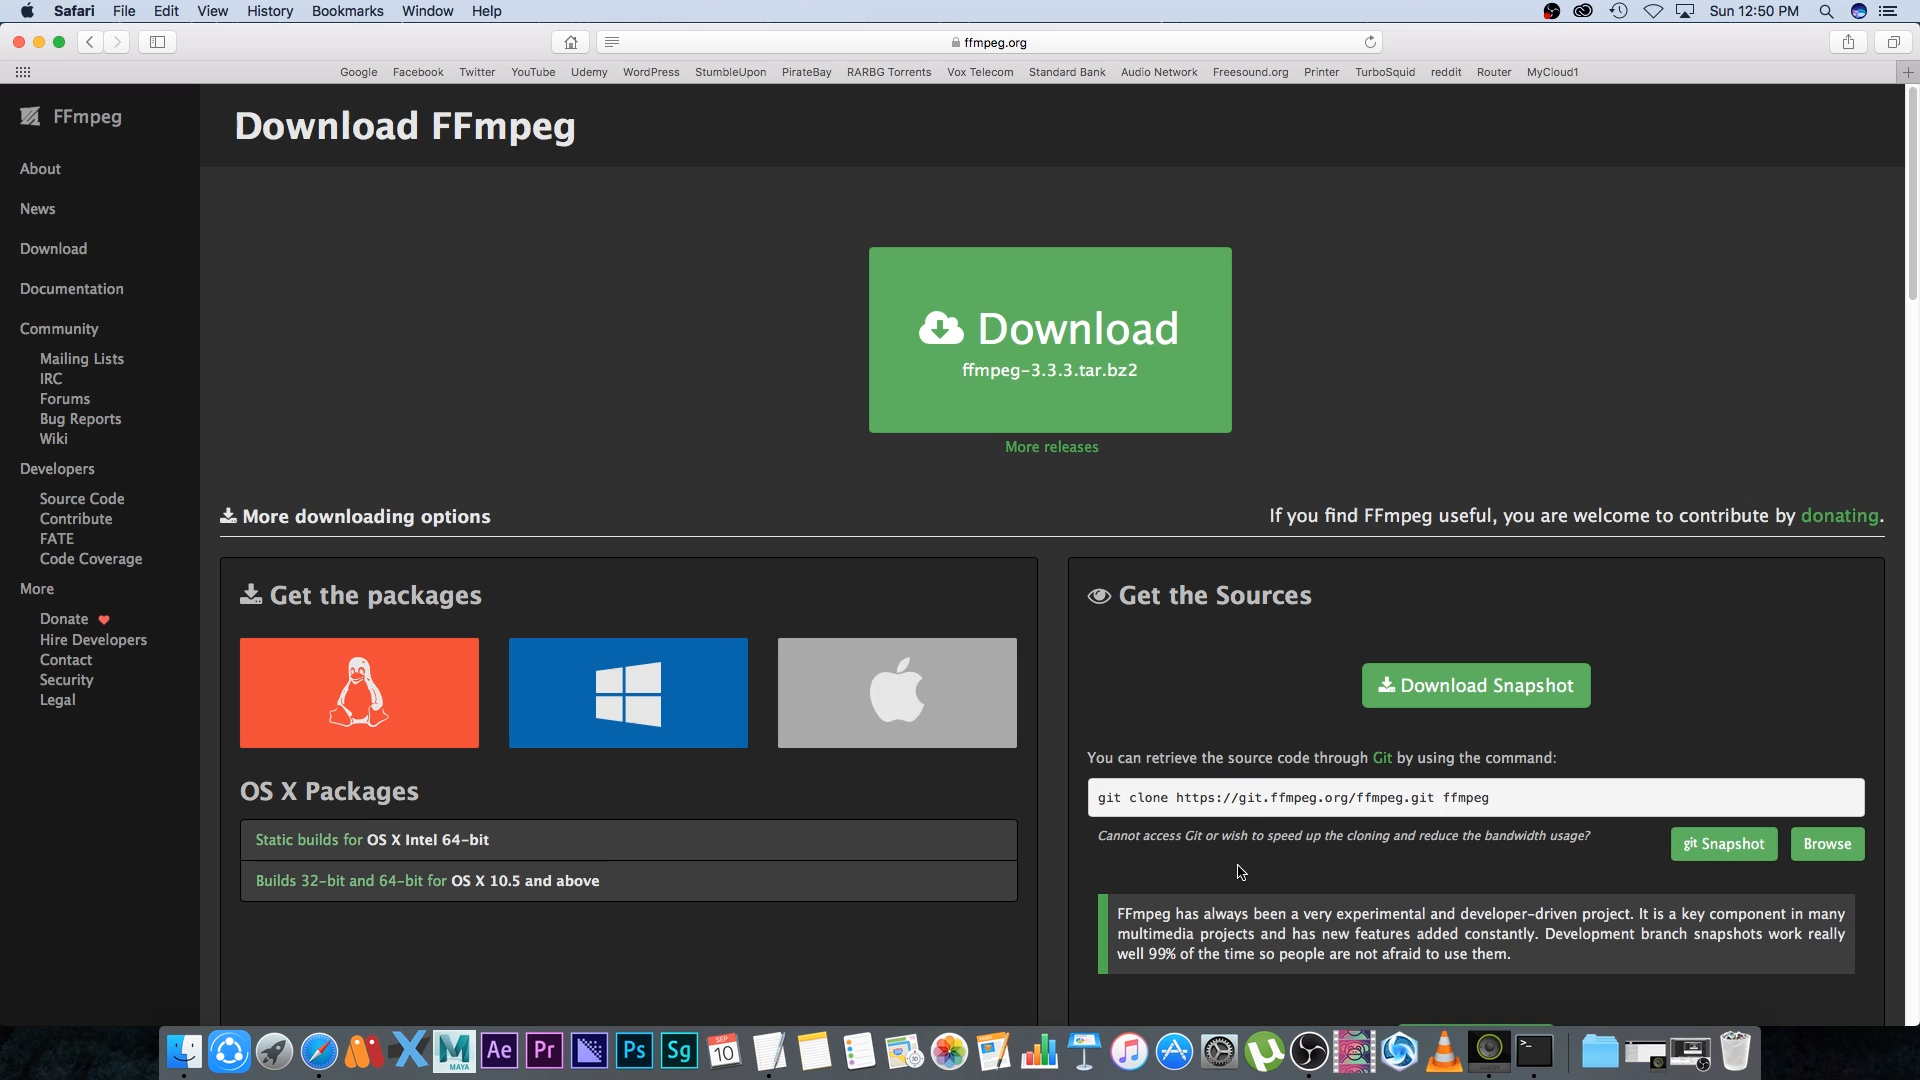 Safari File Edit View History Bookmarks Window Help Sun 12:50 PM
ffmpeg.org
Google Facebook Twitter YouTube Udemy WordPress StumbleUpon PirateBay RARBG Torrents Vox Telecom Standard Bank Audio Network Freesound.org Printer TurboSquid reddit Router MyCloud1
FFmpeg
About
News
Download
Documentation
Community
Mailing Lists
IRC
Forums
Bug Reports
Wiki
Developers
Source Code
Contribute
FATE
Code Coverage
More
Donate
Hire Developers
Contact
Security
Legal
Download FFmpeg
Download
ffmpeg-3.3.3.tar.bz2
More releases
More downloading options
If you find FFmpeg useful, you are welcome to contribute by donating.
Get the packages
OS X Packages
Static builds for OS X Intel 64-bit
Builds 32-bit and 64-bit for OS X 10.5 and above
Get the Sources
Download Snapshot
You can retrieve the source code through Git by using the command:
git clone https://git.ffmpeg.org/ffmpeg.git ffmpeg
Cannot access Git or wish to speed up the cloning and reduce the bandwidth usage?
git Snapshot
Browse
FFmpeg has always been a very experimental and developer-driven project. It is a key component in many
multimedia projects and has new features added constantly. Development branch snapshots work really
well 99% of the time so people are not afraid to use them.
MAYA Ae Pr Ps Sg SEP 10